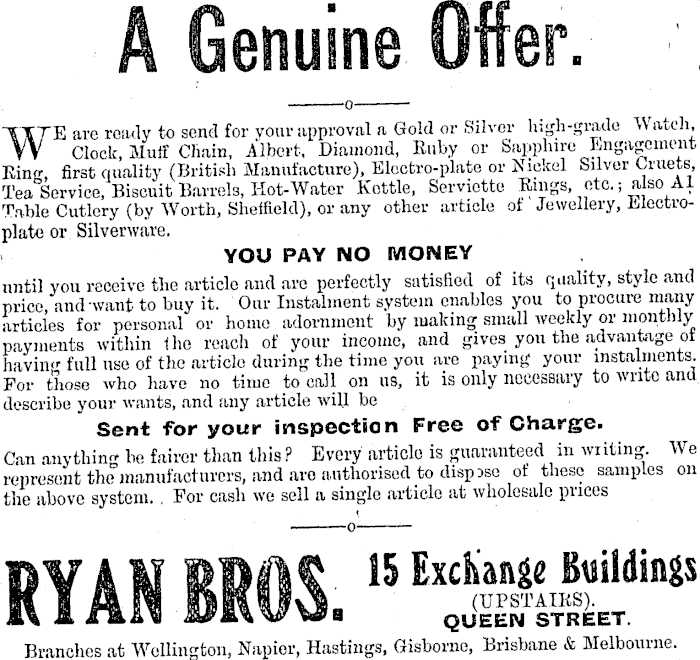 A Genuine Offer.
WE are ready to send for your approval a Gold or Silver high-grade Watch,
Clock, Muff Chain, Albert, Diamond, Ruby or Sapphire Engagement
Ring, first quality (British Manufacture), Electro-plate or Nickel Silver Cruets,
Tea Service, Biscuit Barrels, Hot-Water Kettle, Serviette Rings, etc.; also A1
Table Cutlery (by Worth, Sheffield), or any other article of Jewellery, Electro-
plate or Silverware.
YOU PAY NO MONEY
until you receive the article and are perfectly satisfied of its quality, style and
price, and want to buy it. Our Instalment system enables you to procure many
articles for personal or home adornment by making small weekly or monthly
payments within the reach of your income, and gives you the advantage of
having full use of the article during the time you are paying your instalments.
For those who have no time to call on us, it is only necessary to write and
describe your wants, and any article will be
Sent for your inspection Free of Charge.
Can anything be fairer than this? Every article is guaranteed in writing. We
represent the manufacturers, and are authorised to dispose of these samples on
the above system. For cash we sell a single article at wholesale prices
RYAN BROS.
15 Exchange Buildings
(UPSTAIRS).
QUEEN STREET.
Branches at Wellington, Napier, Hastings, Gisborne, Brisbane & Melbourne.